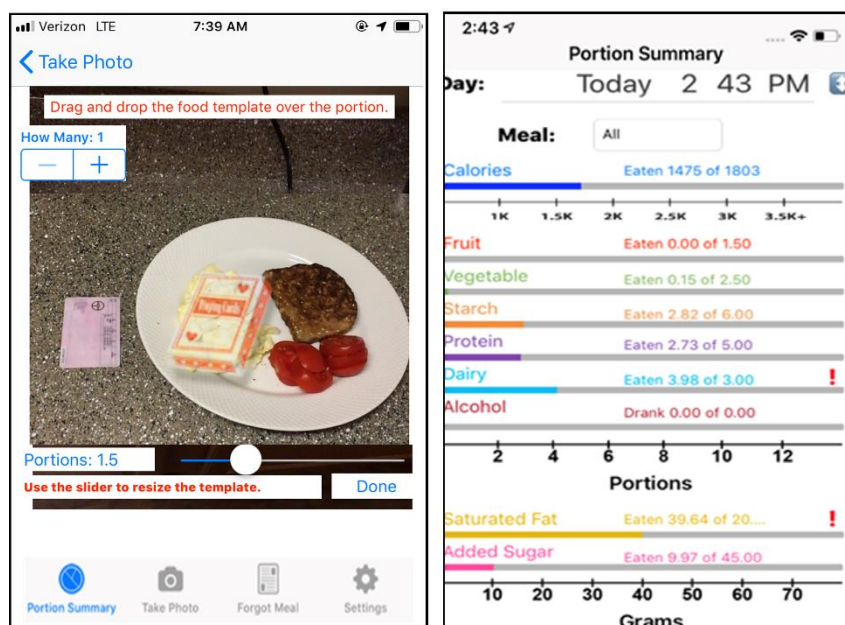 Verizon LTE 7:39 AM
Take Photo
Drag and drop the food template over the portion.
How Many: 1
Playing Cards
Portions: 1.5
Use the slider to resize the template.
Done
Portion Summary Take Photo Forgot Meal Settings
2:43
Portion Summary
Day: Today 2 43 PM
Meal: All
Calories Eaten 1475 of 1803
1K 1.5K 2K 2.5K 3K 3.5K+
Fruit Eaten 0.00 of 1.50
Vegetable Eaten 0.15 of 2.50
Starch Eaten 2.82 of 6.00
Protein Eaten 2.73 of 5.00
Dairy Eaten 3.98 of 3.00 !
Alcohol Drank 0.00 of 0.00
2 4 6 8 10 12
Portions
Saturated Fat Eaten 39.64 of 20.... !
Added Sugar Eaten 9.97 of 45.00
10 20 30 40 50 60 70
Grams